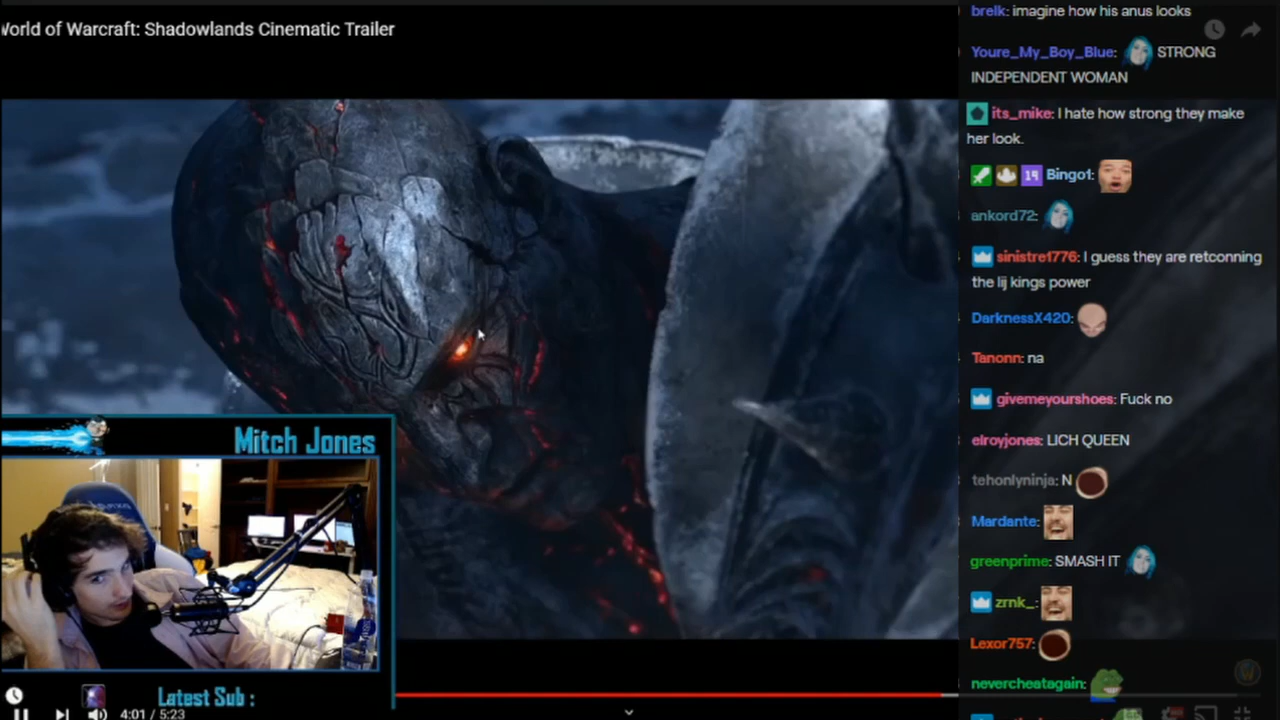 World of Warcraft: Shadowlands Cinematic Trailer
brelk: imagine how his anus looks
Youre_My_Boy_Blue: STRONG
INDEPENDENT WOMAN
its_mike: I hate how strong they make
her look.
14 Bingo1:
ankord72:
sinistre1776: I guess they are retconning
the lij kings power
DarknessX420:
Tanonn: na
givemeyourshoes: Fuck no
elroyjones: LICH QUEEN
tehonlyninja: N
Mardante:
greenprime: SMASH IT
zrnk_:
Lexor757:
nevercheatagain:
Mitch Jones
Latest Sub :
4:01 / 5:23